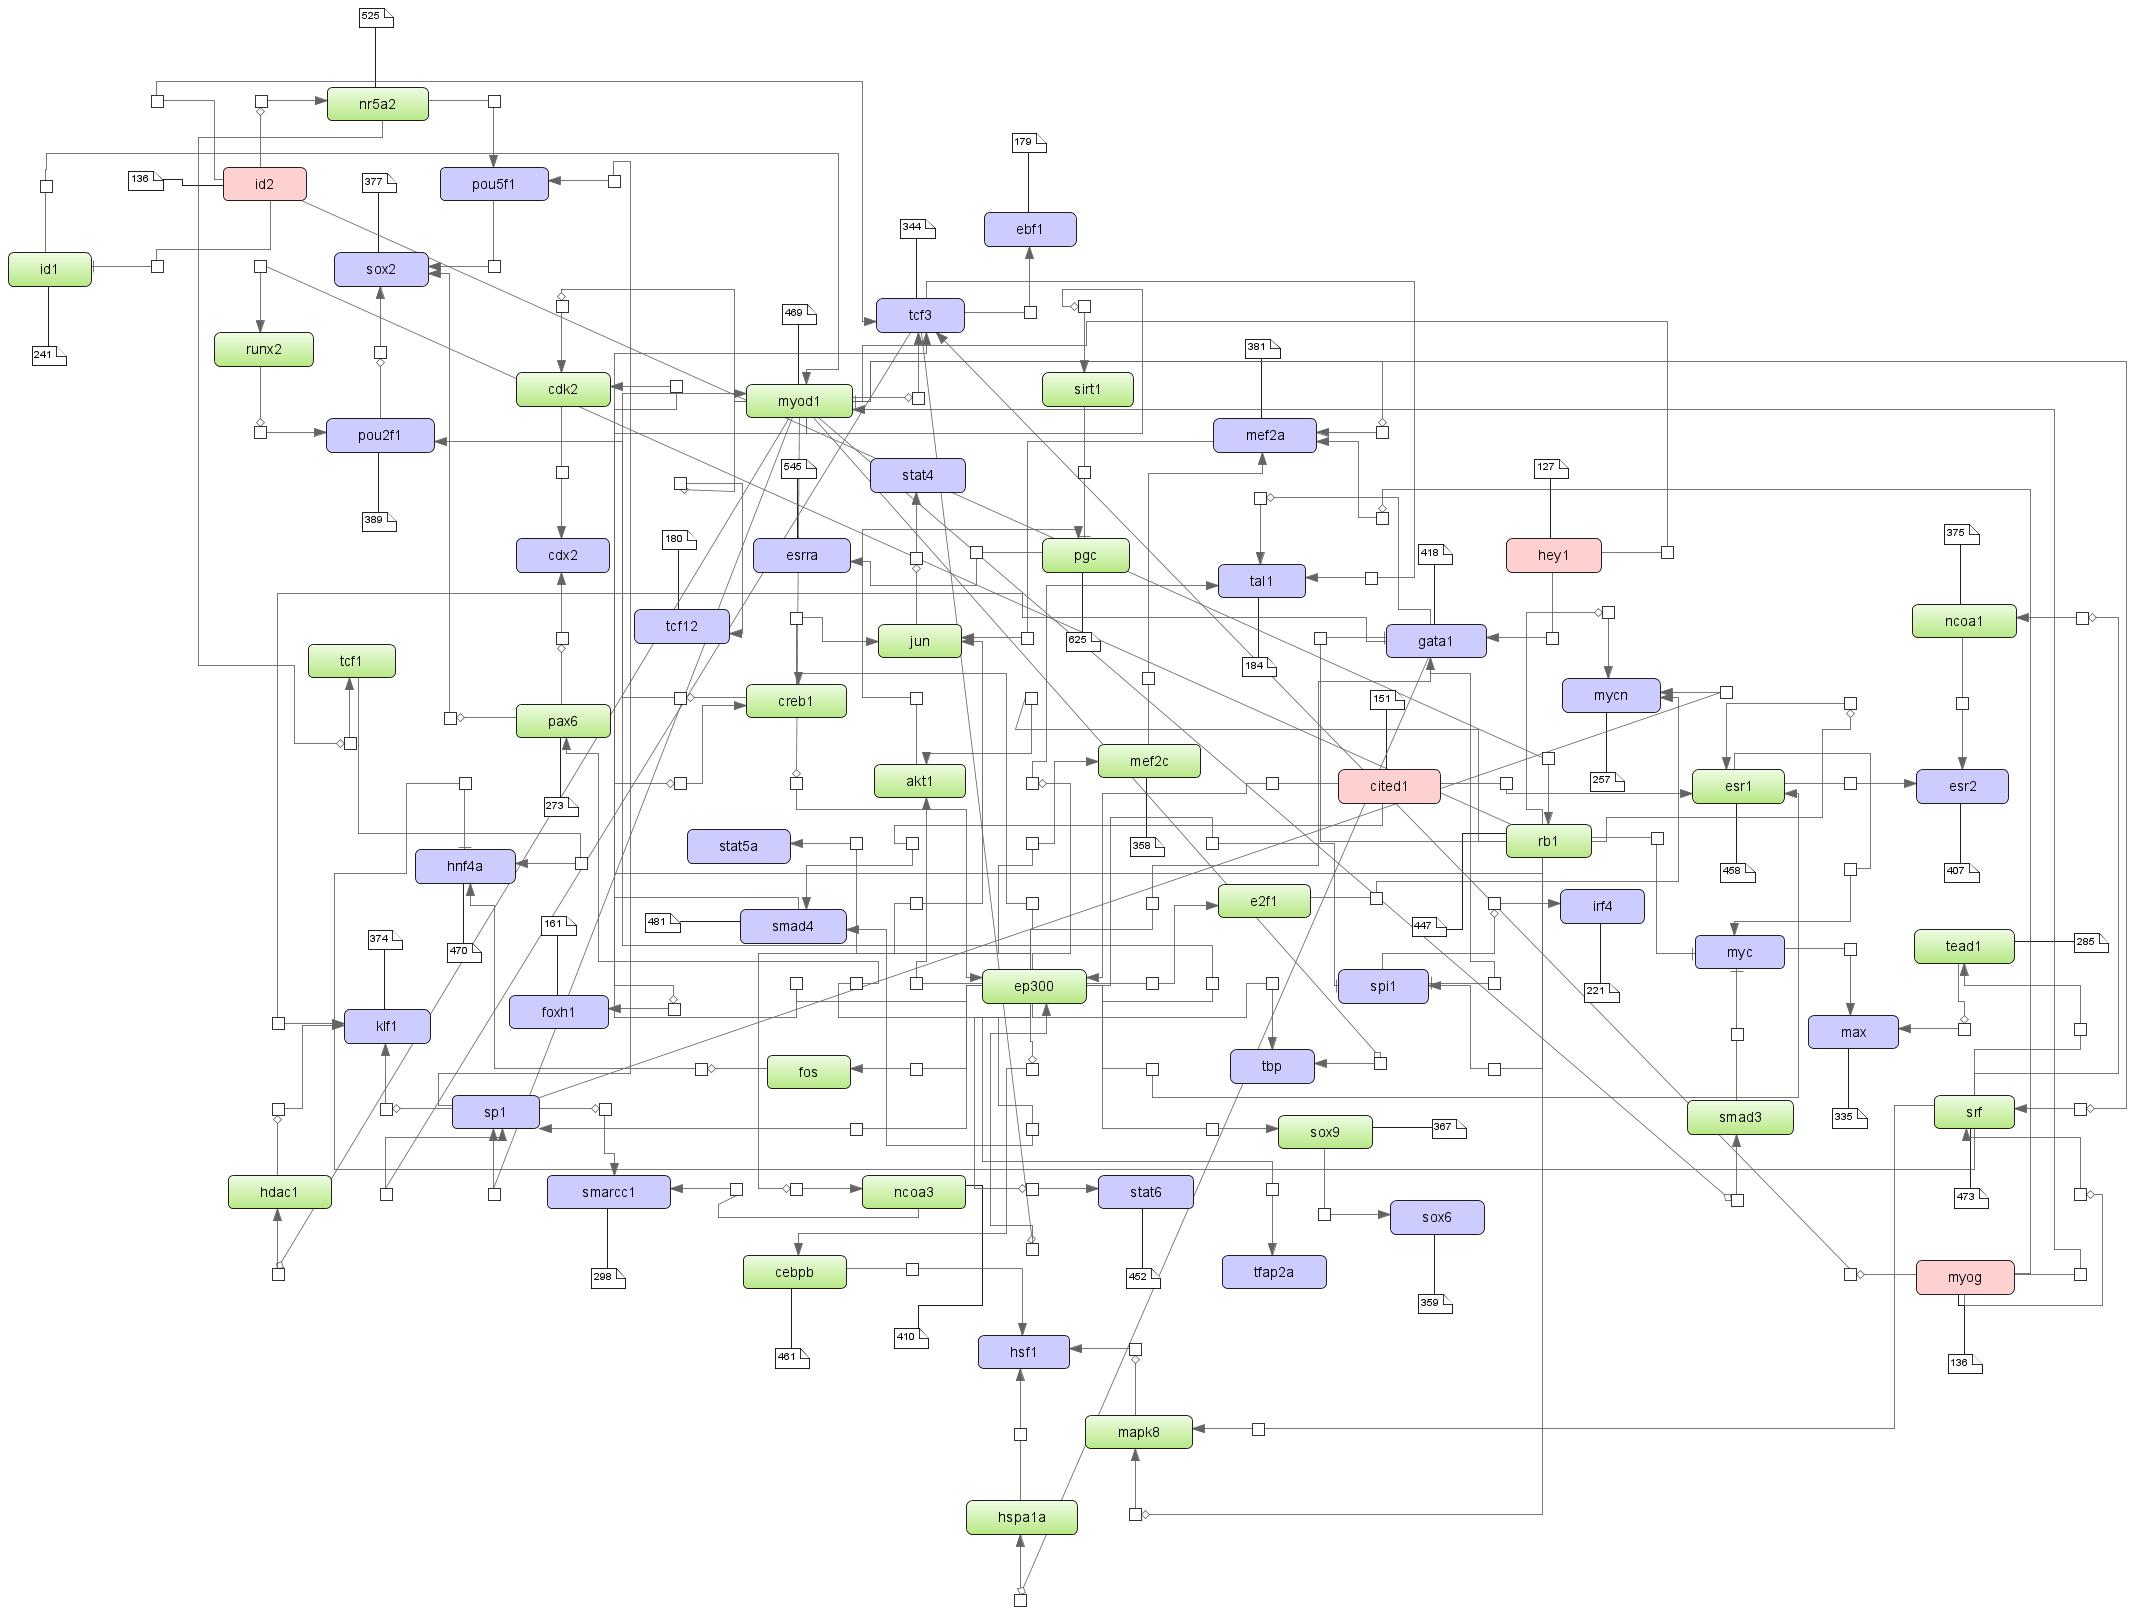 525
nr5a2
179
136
id2
377
pou5f1
ebf1
344
id1
sox2
469
tcf3
241
runx2
381
cdk2
myod1
sirt1
pou2f1
mef2a
545
stat4
127
180
389
375
cdx2
esrra
pgc
418
hey1
tal1
tcf12
jun
625
gata1
ncoa1
tcf1
184
creb1
151
mycn
pax6
mef2c
akt1
cited1
257
esr1
esr2
273
stat5a
358
rb1
hnf4a
458
407
161
481
smad4
e2f1
447
irf4
374
470
myc
tead1
285
ep300
spi1
221
klf1
foxh1
max
fos
tbp
sp1
sox9
367
smad3
335
srf
hdac1
smarcc1
ncoa3
stat6
473
sox6
298
cebpb
452
tfap2a
359
myog
410
461
hsf1
136
mapk8
hspa1a